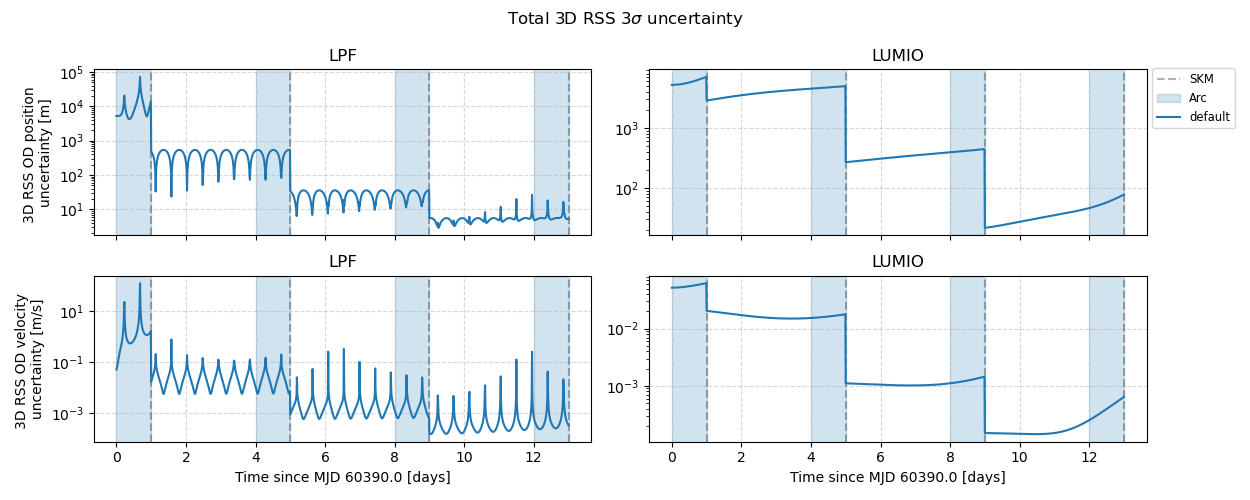 Total 3D RSS 3σ uncertainty
LPF
LUMIO
3D RSS OD position
uncertainty [m]
10^5
10^4
10^3
10^2
10^1
10^3
10^2
SKM
Arc
default
LPF
LUMIO
3D RSS OD velocity
uncertainty [m/s]
10^1
10^−1
10^−3
10^−2
10^−3
0 2 4 6 8 10 12
0 2 4 6 8 10 12
Time since MJD 60390.0 [days]
Time since MJD 60390.0 [days]